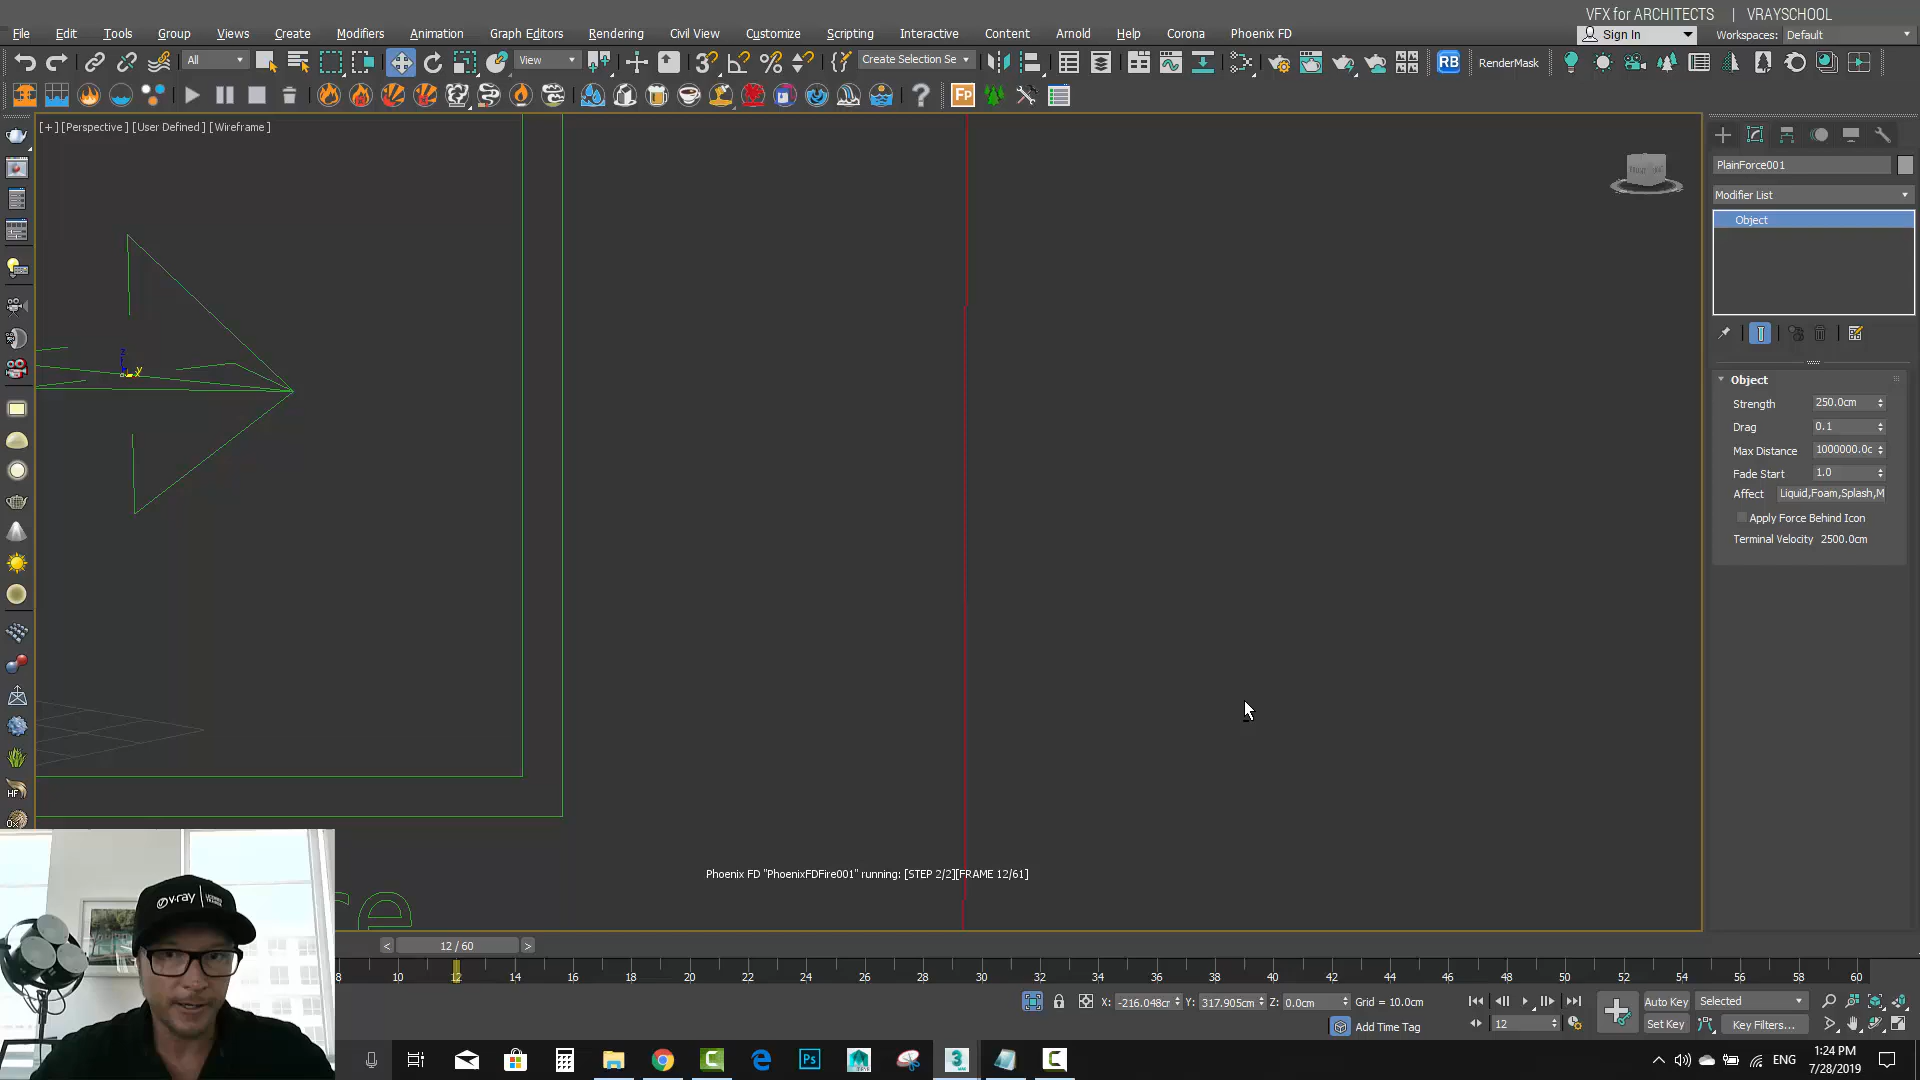 VFX for ARCHITECTS | VRAYSCHOOL
File Edit Tools Group Views Create Modifiers Animation Graph Editors Rendering Civil View Customize Scripting Interactive Content Arnold Help Corona Phoenix FD
Sign In Workspaces: Default
All View Create Selection Se RB RenderMask
Fp
[+] [Perspective ] [User Defined ] [Wireframe ]
PlainForce001
Modifier List
Object
Object
Strength 250.0cm
Drag 0.1
Max Distance 1000000.0c
Fade Start 1.0
Affect Liquid,Foam,Splash,M
Apply Force Behind Icon
Terminal Velocity 2500.0cm
z
y
HF
Phoenix FD "PhoenixFDFire001" running: [STEP 2/2][FRAME 12/61]
re
v-ray
< 12 / 60 >
8 10 12 14 16 18 20 22 24 26 28 30 32 34 36 38 40 42 44 46 48 50 52 54 56 58 60
X: -216.048cr Y: 317.905cm Z: 0.0cm Grid = 10.0cm
Auto Key Selected
Add Time Tag
12
Set Key Key Filters...
Ps
3
ENG
1:24 PM
7/28/2019